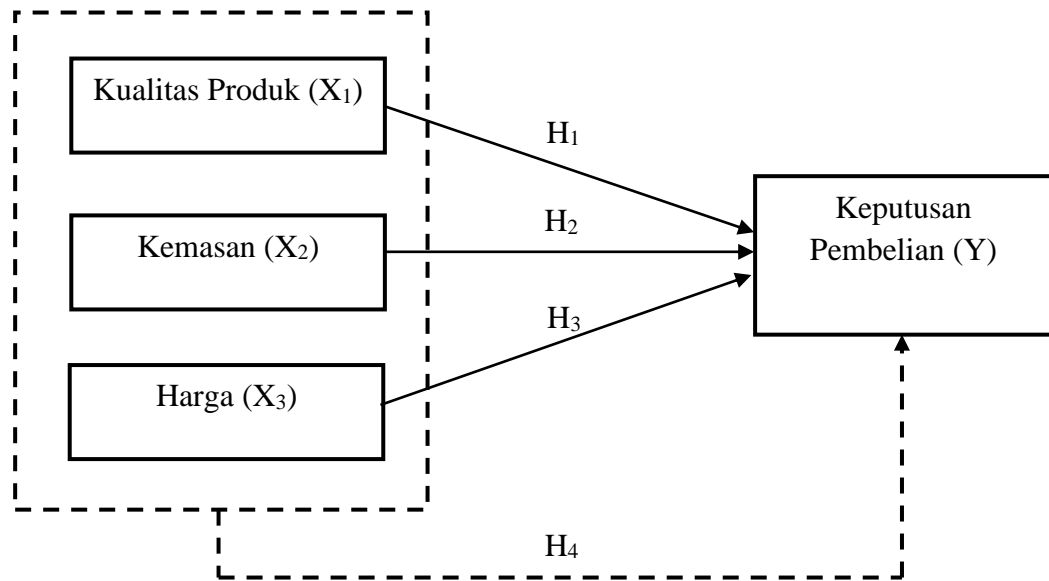 Kualitas Produk (X₁)
H₁
Keputusan
Pembelian (Y)
Kemasan (X₂)
H₂
H₃
Harga (X₃)
H₄